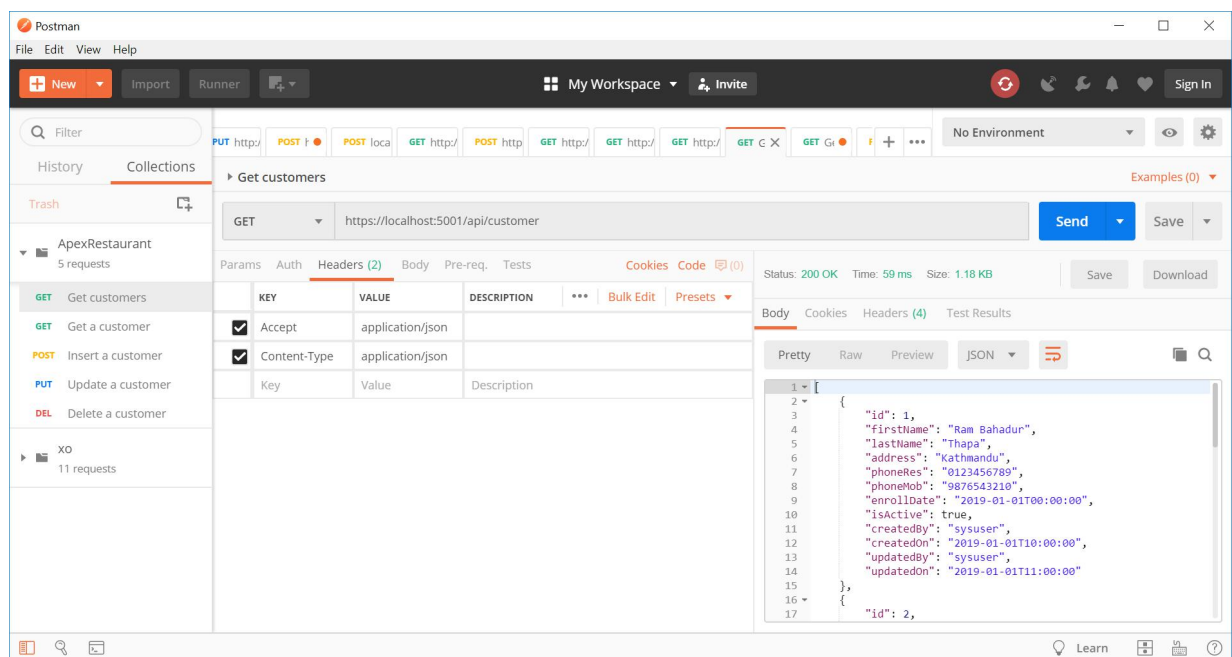 Postman
File Edit View Help
New Import Runner My Workspace Invite Sign In
Filter
History Collections
Trash
ApexRestaurant
5 requests
GET Get customers
GET Get a customer
POST Insert a customer
PUT Update a customer
DEL Delete a customer
XO
11 requests
PUT http:/ POST h POST loca GET http:/ POST http GET http:/ GET http:/ GET http:/ GET G X GET Ge + ••• No Environment
Get customers Examples (0)
GET https://localhost:5001/api/customer Send Save
Params Auth Headers (2) Body Pre-req. Tests Cookies Code (0)
KEY VALUE DESCRIPTION ••• Bulk Edit Presets
Accept application/json
Content-Type application/json
Key Value Description
Status: 200 OK Time: 59 ms Size: 1.18 KB Save Download
Body Cookies Headers (4) Test Results
Pretty Raw Preview JSON
1 [
2 {
3 "id": 1,
4 "firstName": "Ram Bahadur",
5 "lastName": "Thapa",
6 "address": "Kathmandu",
7 "phoneRes": "0123456789",
8 "phoneMob": "9876543210",
9 "enrollDate": "2019-01-01T00:00:00",
10 "isActive": true,
11 "createdBy": "sysuser",
12 "createdOn": "2019-01-01T10:00:00",
13 "updatedBy": "sysuser",
14 "updatedOn": "2019-01-01T11:00:00"
15 },
16 {
17 "id": 2,
Learn